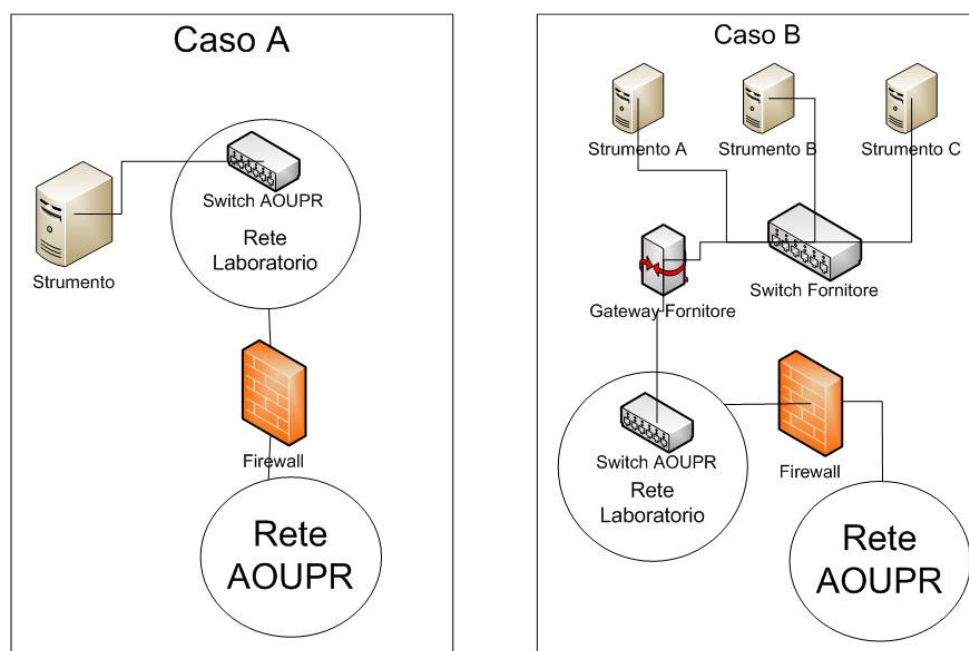 Caso A
Switch AOUPR
Rete
Laboratorio
Strumento
Firewall
Rete
AOUPR
Caso B
Strumento A
Strumento B
Strumento C
Switch Fornitore
Gateway Fornitore
Switch AOUPR
Rete
Laboratorio
Firewall
Rete
AOUPR